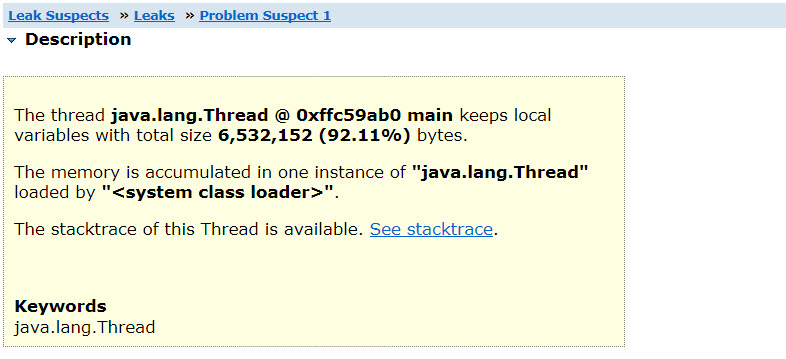 Leak Suspects » Leaks » Problem Suspect 1
Description
The thread java.lang.Thread @ 0xffc59ab0 main keeps local
variables with total size 6,532,152 (92.11%) bytes.
The memory is accumulated in one instance of "java.lang.Thread"
loaded by "<system class loader>".
The stacktrace of this Thread is available. See stacktrace.
Keywords
java.lang.Thread